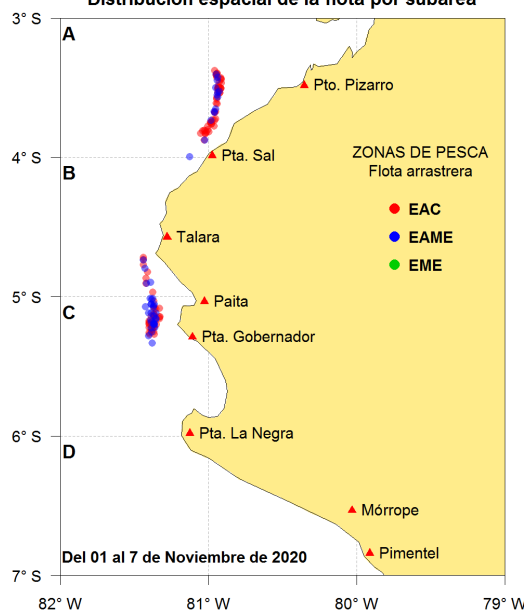 Distribución espacial de la flota por subárea
3° S
A
Pto. Pizarro
4° S
Pta. Sal
ZONAS DE PESCA
B
Flota arrastrera
EAC
Talara
EAME
EME
5° S
Paita
C
Pta. Gobernador
6° S
Pta. La Negra
D
Mórrope
Del 01 al 7 de Noviembre de 2020
Pimentel
7° S
82° W
81° W
80° W
79° W